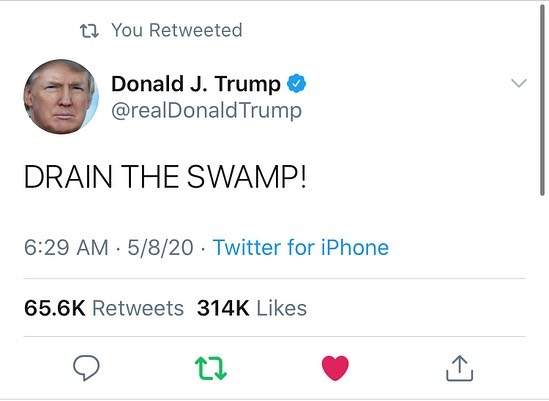 You Retweeted
Donald J. Trump
@realDonaldTrump
DRAIN THE SWAMP!
6:29 AM · 5/8/20 · Twitter for iPhone
65.6K Retweets 314K Likes